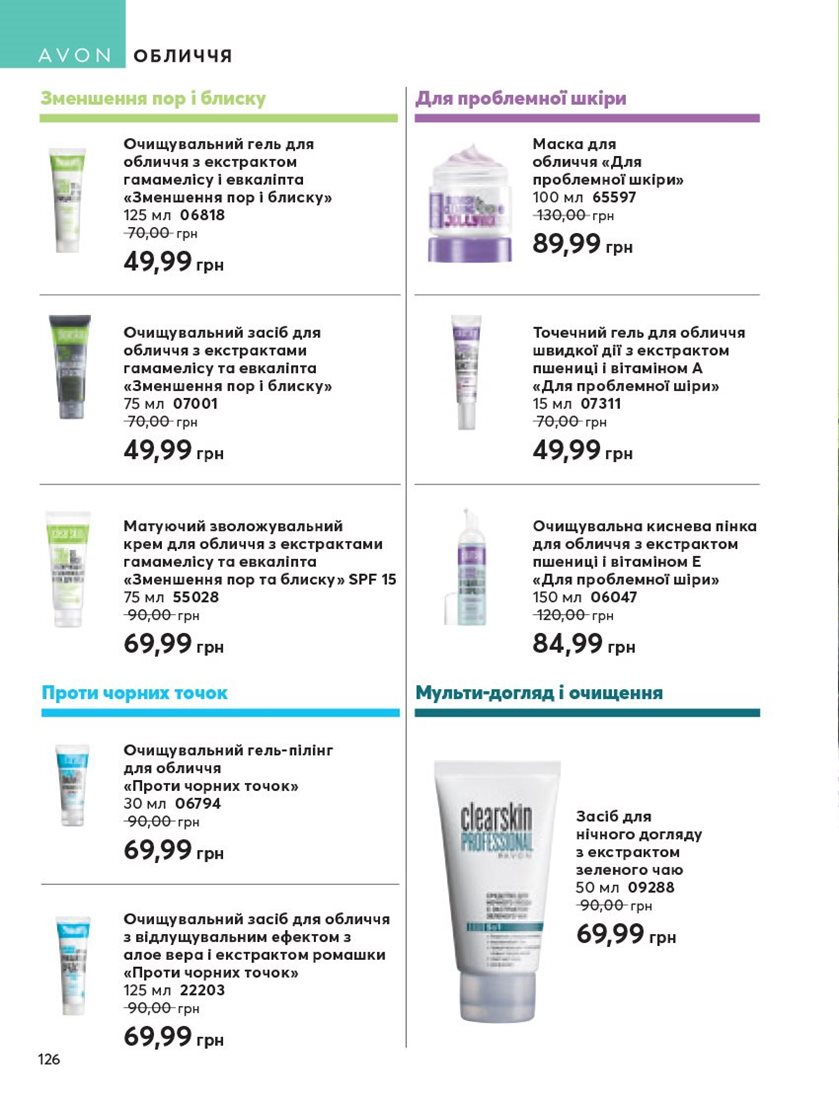 AVON ОБЛИЧЧЯ
Зменшення пор і блиску
Очищувальний гель для
обличчя з екстрактом
гамамелісу і евкаліпта
«Зменшення пор і блиску»
125 мл 06818
70,00 грн
49,99 грн
Очищувальний засіб для
обличчя з екстрактами
гамамелісу та евкаліпта
«Зменшення пор і блиску»
75 мл 07001
70,00 грн
49,99 грн
Матуючий зволожувальний
крем для обличчя з екстрактами
гамамелісу та евкаліпта
«Зменшення пор та блиску» SPF 15
75 мл 55028
90,00 грн
69,99 грн
Проти чорних точок
Очищувальний гель-пілінг
для обличчя
«Проти чорних точок»
30 мл 06794
90,00 грн
69,99 грн
Очищувальний засіб для обличчя
з відлущувальним ефектом з
алое вера і екстрактом ромашки
«Проти чорних точок»
125 мл 22203
90,00 грн
69,99 грн
Для проблемної шкіри
Маска для
обличчя «Для
проблемної шкіри»
100 мл 65597
130,00 грн
89,99 грн
Точечний гель для обличчя
швидкої дії з екстрактом
пшениці і вітаміном А
«Для проблемної шіри»
15 мл 07311
70,00 грн
49,99 грн
Очищувальна киснева пінка
для обличчя з екстрактом
пшениці і вітаміном Е
«Для проблемної шіри»
150 мл 06047
120,00 грн
84,99 грн
Мульти-догляд і очищення
clearskin
PROFESSIONAL
AVON
5 в 1
Засіб для
нічного догляду
з екстрактом
зеленого чаю
50 мл 09288
90,00 грн
69,99 грн
126